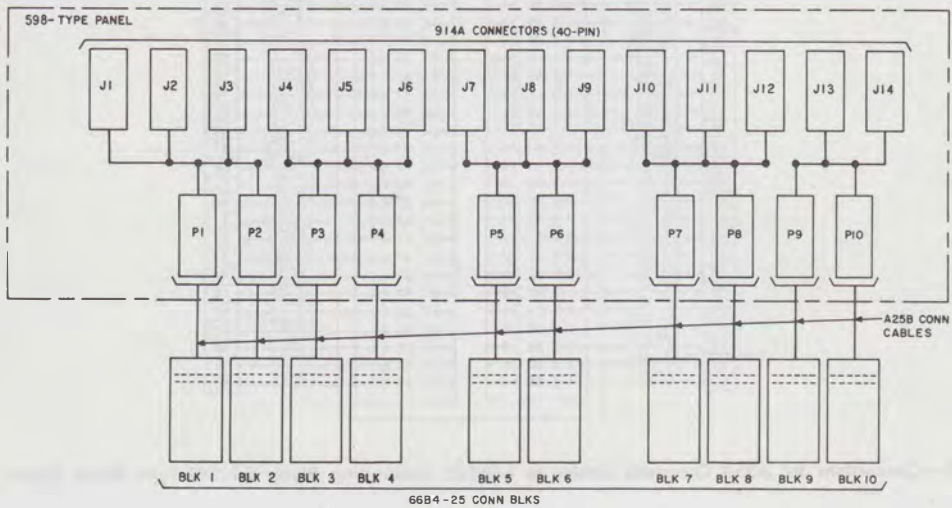 598-TYPE PANEL
914A CONNECTORS (40-PIN)
J1 J2 J3 J4 J5 J6 J7 J8 J9 J10 J11 J12 J13 J14
P1 P2 P3 P4 P5 P6 P7 P8 P9 P10
A25B CONN
CABLES
BLK 1 BLK 2 BLK 3 BLK 4 BLK 5 BLK 6 BLK 7 BLK 8 BLK 9 BLK 10
66B4-25 CONN BLKS